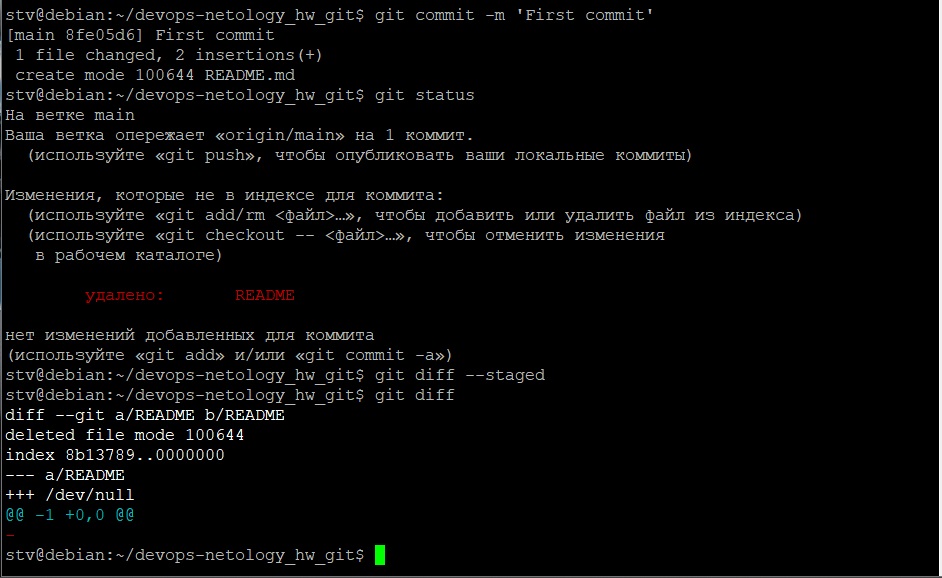 stv@debian:~/devops-netology_hw_git$ git commit -m 'First commit'
[main 8fe05d6] First commit
 1 file changed, 2 insertions(+)
 create mode 100644 README.md
stv@debian:~/devops-netology_hw_git$ git status
На ветке main
Ваша ветка опережает «origin/main» на 1 коммит.
  (используйте «git push», чтобы опубликовать ваши локальные коммиты)

Изменения, которые не в индексе для коммита:
  (используйте «git add/rm <файл>…», чтобы добавить или удалить файл из индекса)
  (используйте «git checkout -- <файл>…», чтобы отменить изменения
   в рабочем каталоге)

        удалено:       README

нет изменений добавленных для коммита
(используйте «git add» и/или «git commit -a»)
stv@debian:~/devops-netology_hw_git$ git diff --staged
stv@debian:~/devops-netology_hw_git$ git diff
diff --git a/README b/README
deleted file mode 100644
index 8b13789..0000000
--- a/README
+++ /dev/null
@@ -1 +0,0 @@
-
stv@debian:~/devops-netology_hw_git$